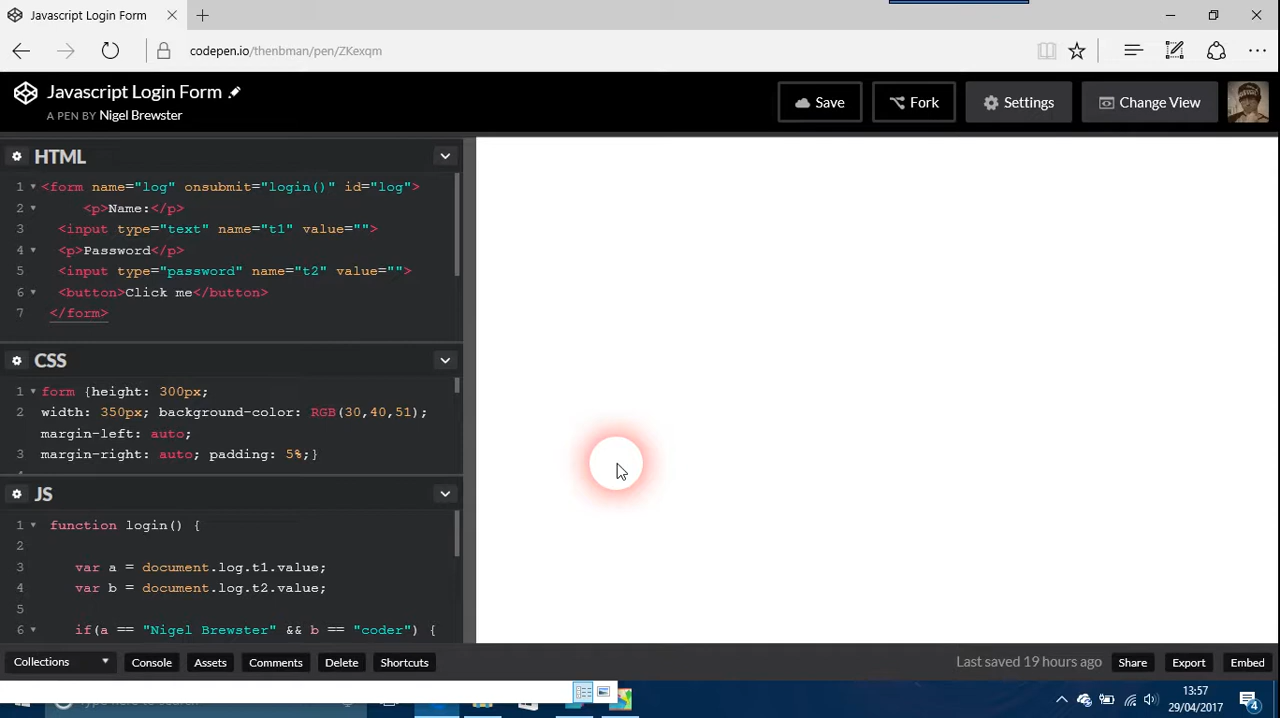 Javascript Login Form
codepen.io/thenbman/pen/ZKexqm
Javascript Login Form
A PEN BY Nigel Brewster
Save
Fork
Settings
Change View
HTML
1 <form name="log" onsubmit="login()" id="log">
2 <p>Name:</p>
3 <input type="text" name="t1" value="">
4 <p>Password</p>
5 <input type="password" name="t2" value="">
6 <button>Click me</button>
7 </form>
CSS
1 form {height: 300px;
2 width: 350px; background-color: RGB(30,40,51);
margin-left: auto;
3 margin-right: auto; padding: 5%;}
JS
1 function login() {
2
3 var a = document.log.t1.value;
4 var b = document.log.t2.value;
5
6 if(a == "Nigel Brewster" && b == "coder") {
Collections
Console
Assets
Comments
Delete
Shortcuts
Last saved 19 hours ago
Share
Export
Embed
13:57
29/04/2017
4